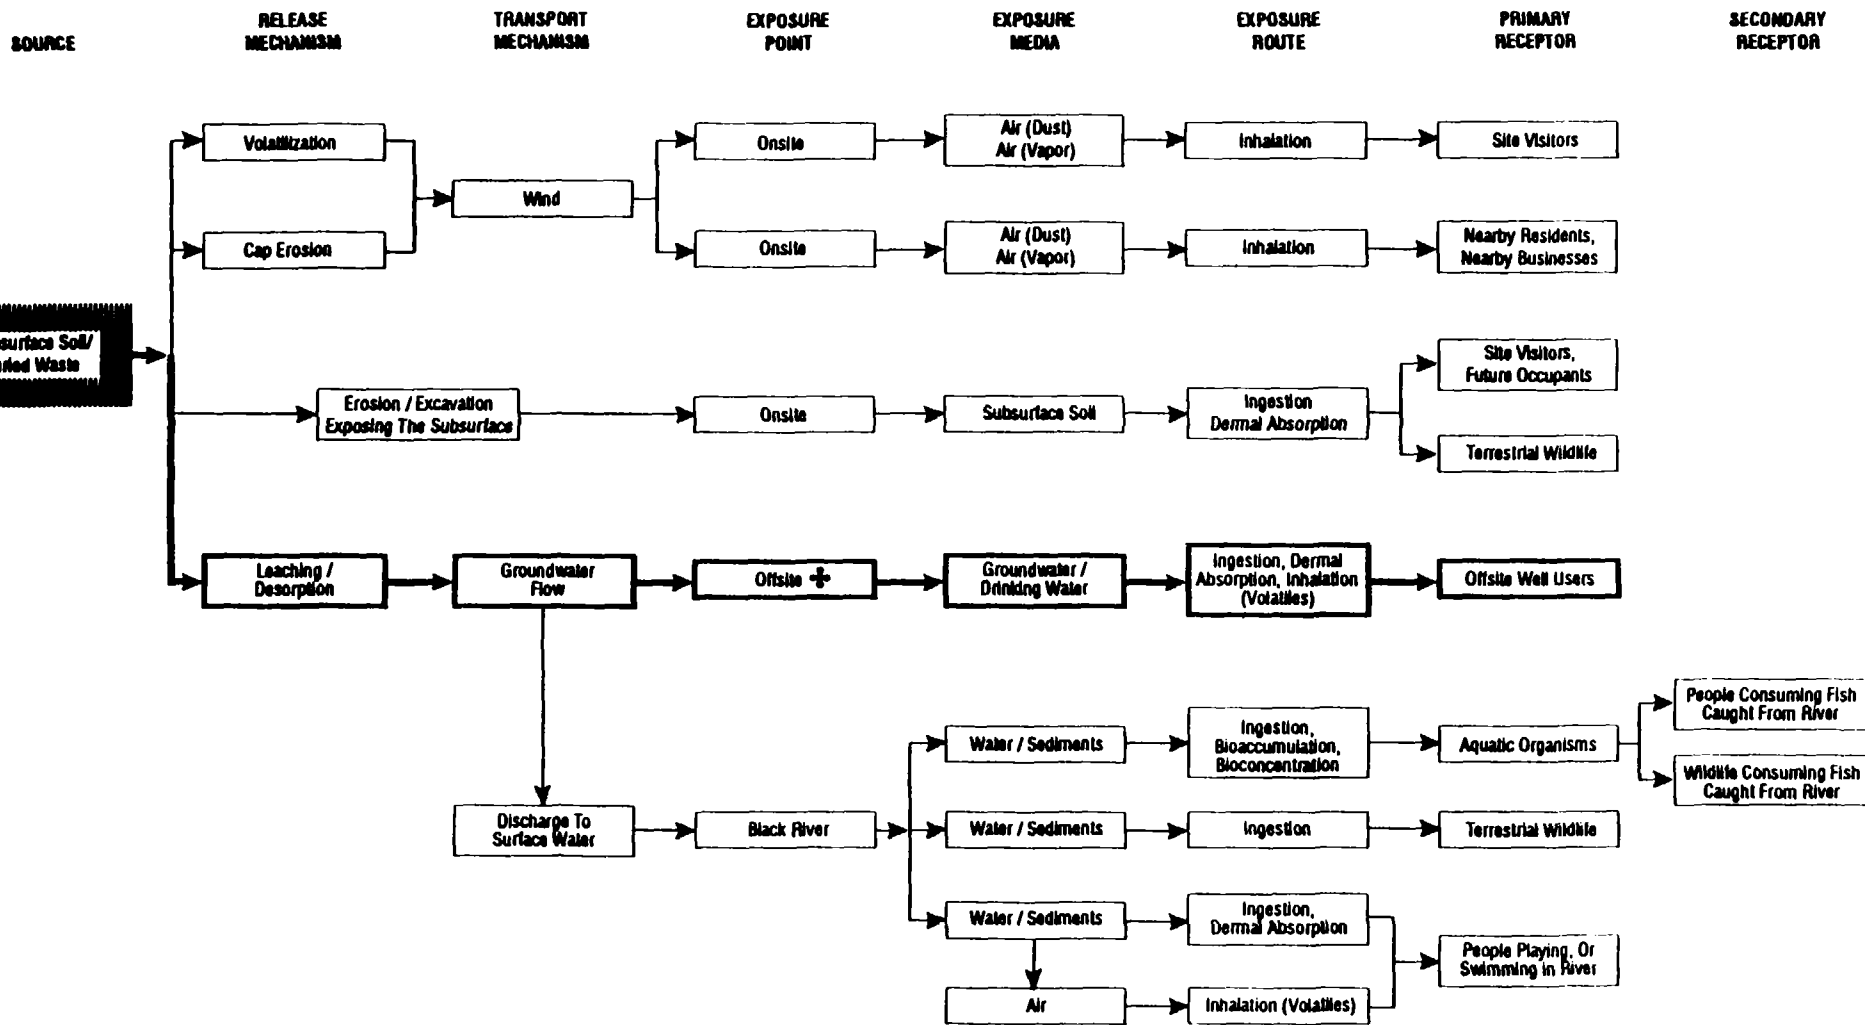 SOURCE
RELEASE
MECHANISM
TRANSPORT
MECHANISM
EXPOSURE
POINT
EXPOSURE
MEDIA
EXPOSURE
ROUTE
PRIMARY
RECEPTOR
SECONDARY
RECEPTOR
Volatilization
Wind
Onsite
Air (Dust)
Air (Vapor)
Inhalation
Site Visitors
Cap Erosion
Onsite
Air (Dust)
Air (Vapor)
Inhalation
Nearby Residents,
Nearby Businesses
Soil/
Waste
Erosion / Excavation
Exposing The Subsurface
Onsite
Subsurface Soil
Ingestion
Dermal Absorption
Site Visitors,
Future Occupants
Terrestrial Wildlife
Leaching /
Desorption
Groundwater
Flow
Offsite ✢
Groundwater /
Drinking Water
Ingestion, Dermal
Absorption, Inhalation
(Volatiles)
Offsite Well Users
Discharge To
Surface Water
Black River
Water / Sediments
Ingestion,
Bioaccumulation,
Bioconcentration
Aquatic Organisms
People Consuming Fish
Caught From River
Wildlife Consuming Fish
Caught From River
Water / Sediments
Ingestion
Terrestrial Wildlife
Water / Sediments
Ingestion,
Dermal Absorption
People Playing, Or
Swimming in River
Air
Inhalation (Volatiles)